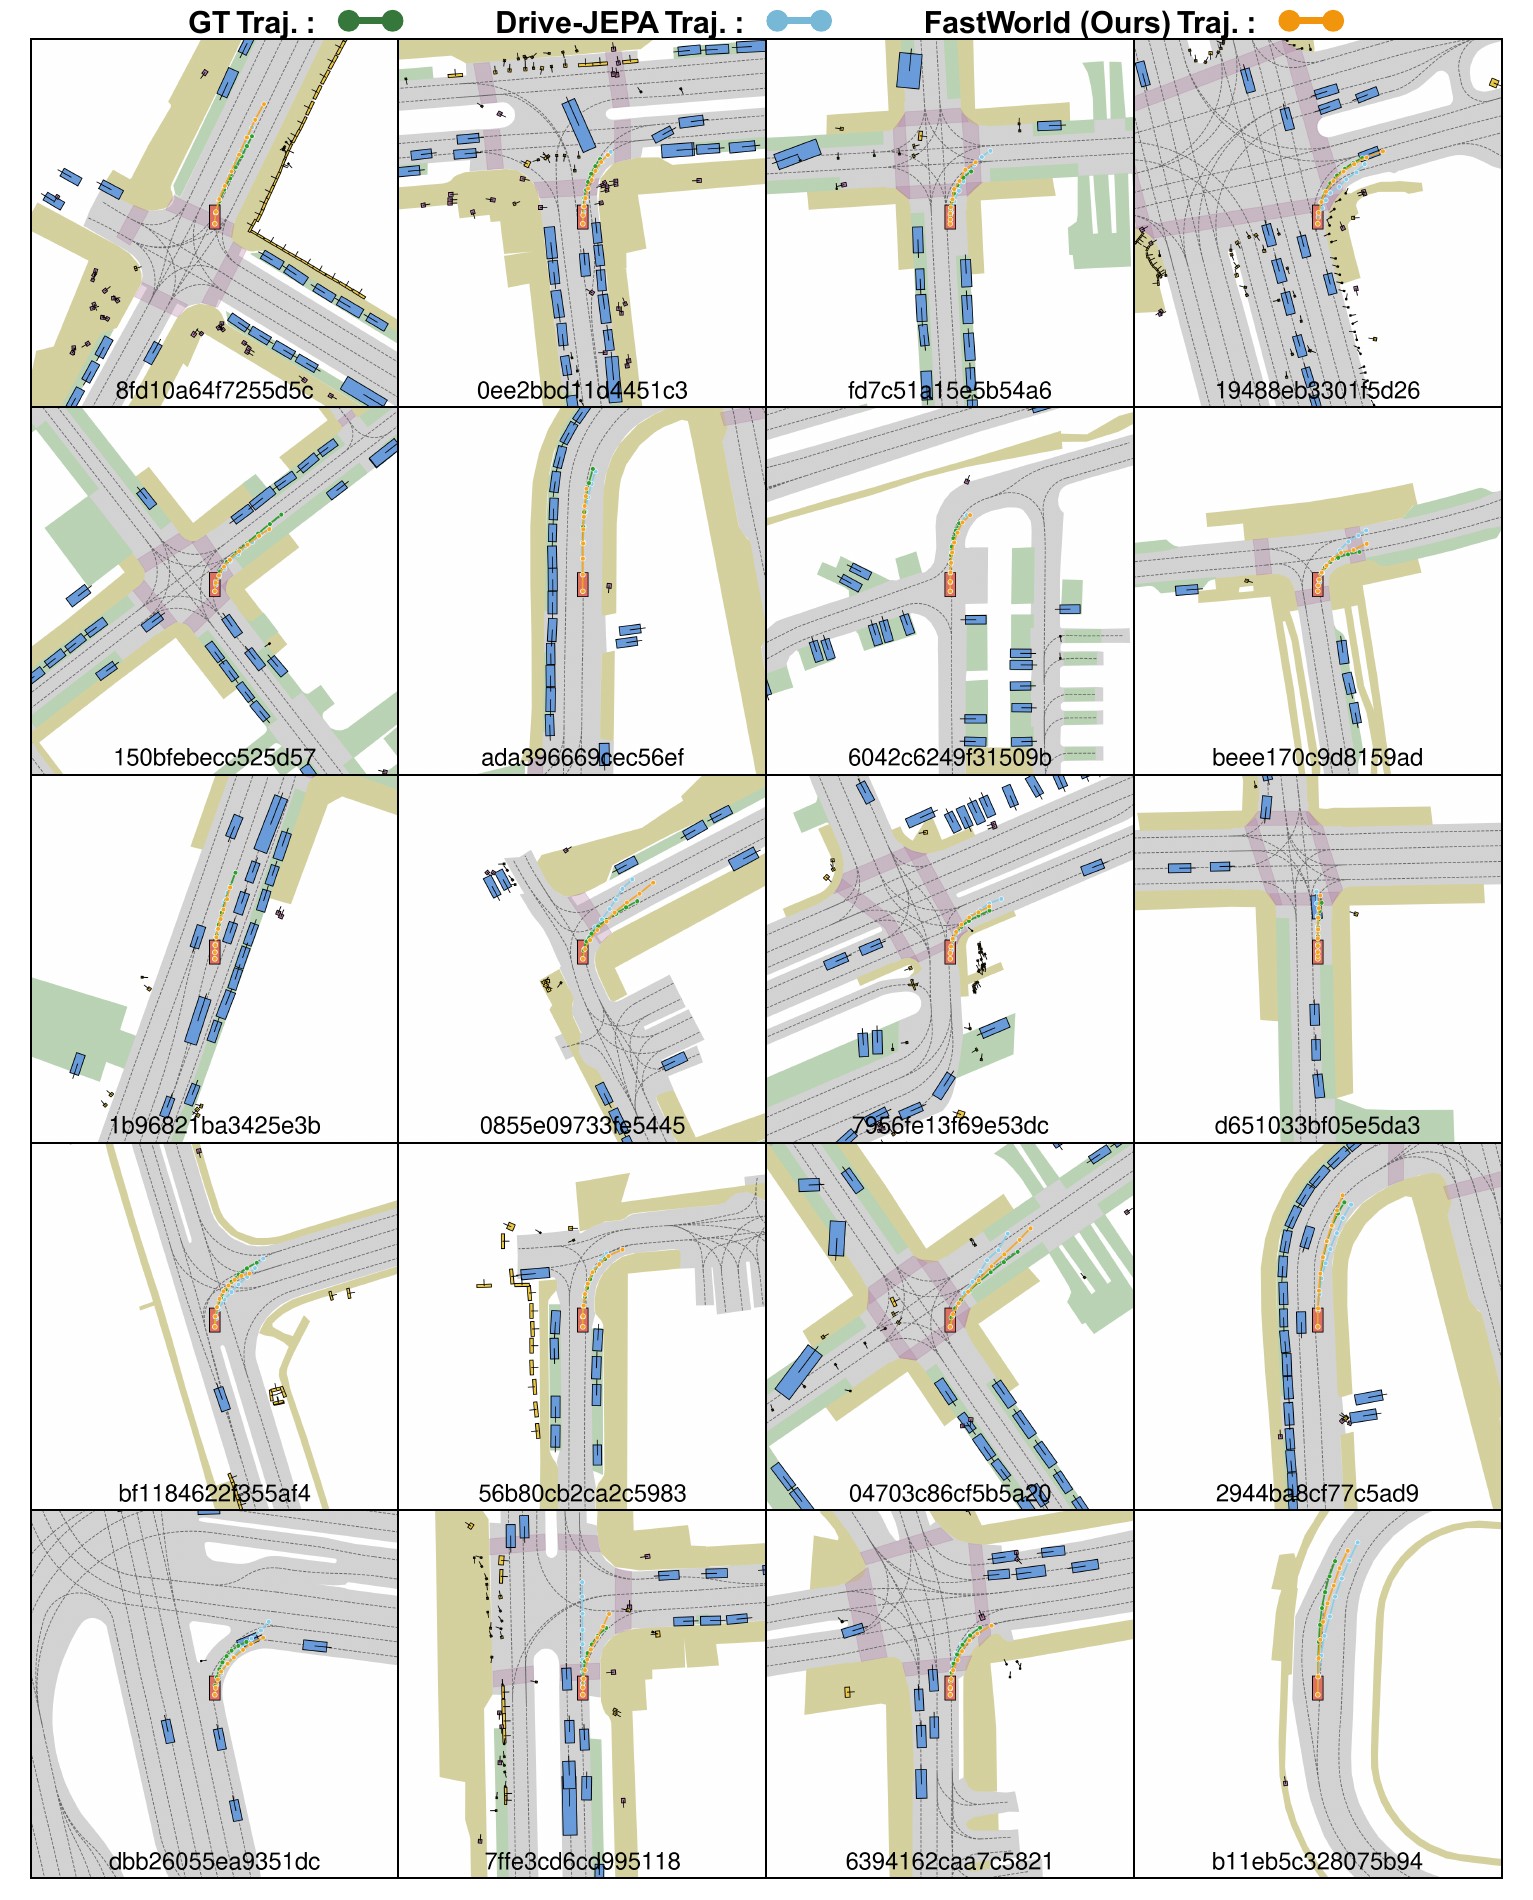 GT Traj. : Drive-JEPA Traj. : FastWorld (Ours) Traj. :
8fd10a64f7255d5c 0ee2bbd11d4451c3 fd7c51a15e5b54a6 19488eb3301f5d26
150bfebecc525d57 ada396669cec56ef 6042c6249f31509b beee170c9d8159ad
1b96821ba3425e3b 0855e09733fe5445 7956fe13f69e53dc d651033bf05e5da3
bf1184622f355af4 56b80cb2ca2c5983 04703c86cf5b5a20 2944ba8cf77c5ad9
dbb26055ea9351dc 7ffe3cd6cd995118 6394162caa7c5821 b11eb5c328075b94